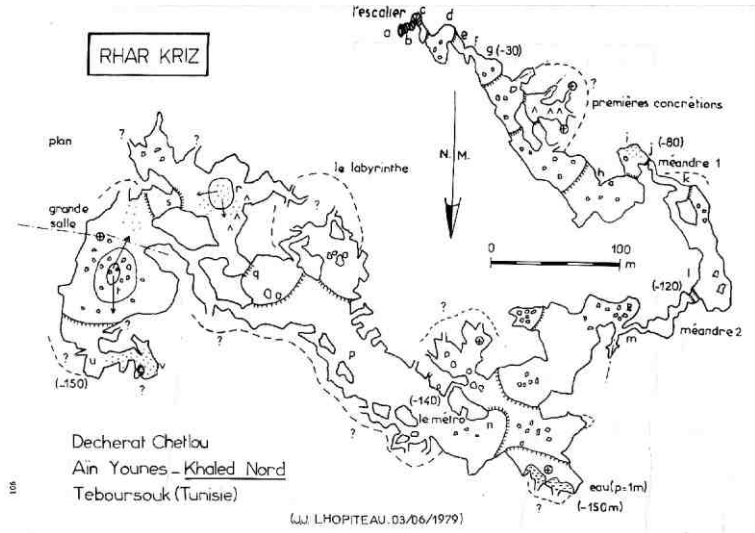 RHAR KRIZ
plan
l'escalier
a
b
c
d
e
f
g (-30)
?
premières concrétions
N. M.
h
i
j
(-80)
méandre 1
k
0 100
m
l
(-120)
méandre 2
m
le labyrinthe
?
?
?
?
grande
salle
r
s
t
q
p
?
?
?
?
u
v
(-150)
?
?
(-140)
le métro
n
?
eau(p=1m)
(-150m)
?
Decherat Chetlou
Aïn Younes - Khaled Nord
Teboursouk (Tunisie)
(J.J. LHOPITEAU. 03/06/1979)
106